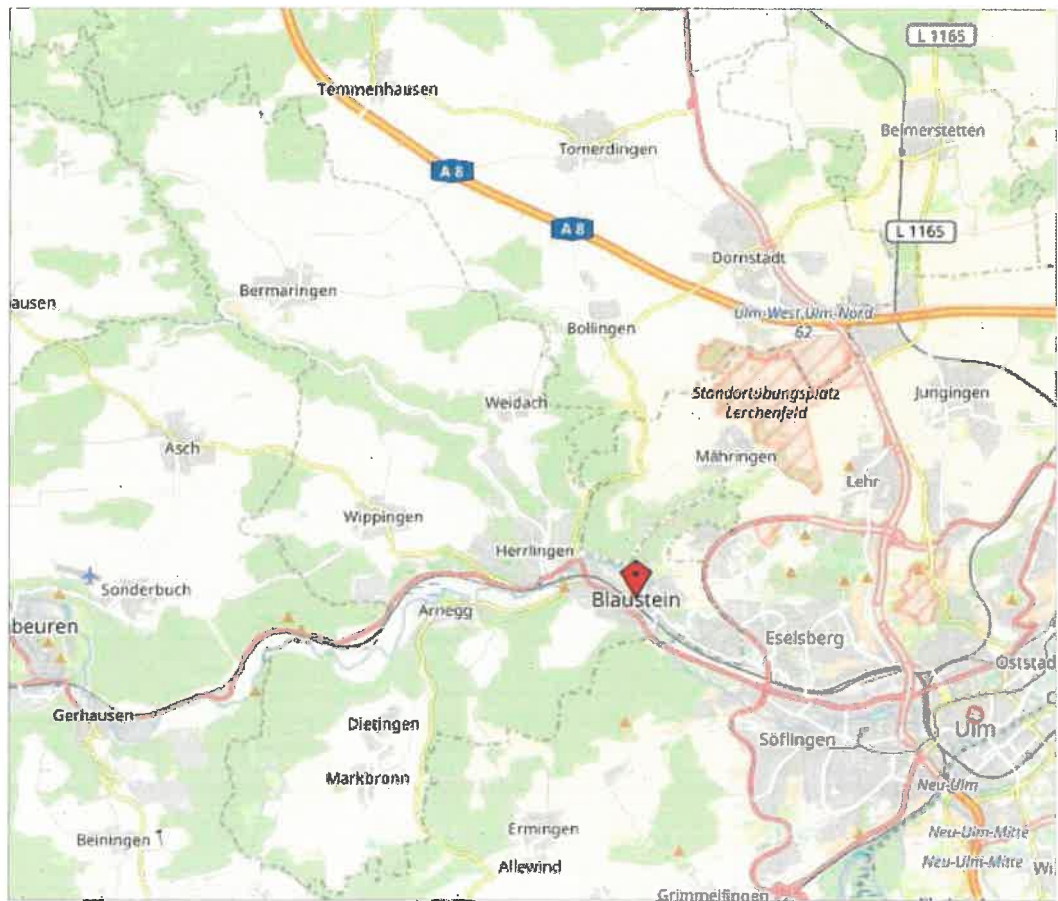 L 1165
Temmenhausen
Beimerstetten
Tomerdingen
A 8
A 8
L 1165
Dornstadt
Bermaringen
ausen
Ulm-West,Ulm-Nord
62
Bollingen
Jungingen
Weidach
Standortübungsplatz
Lerchenfeld
Asch
Mähringen
Lehr
Wippingen
Herrlingen
Sonderbuch
Blaustein
Arnegg
beuren
Eselsberg
Oststad
Gerhausen
Dietingen
Söflingen
Ulm
Markbronn
Neu-Ulm
Ermingen
Neu-Ulm-Mitte
Beiningen
Neu-Ulm-Mitte
Allewind
Wi
Grimmelfingen